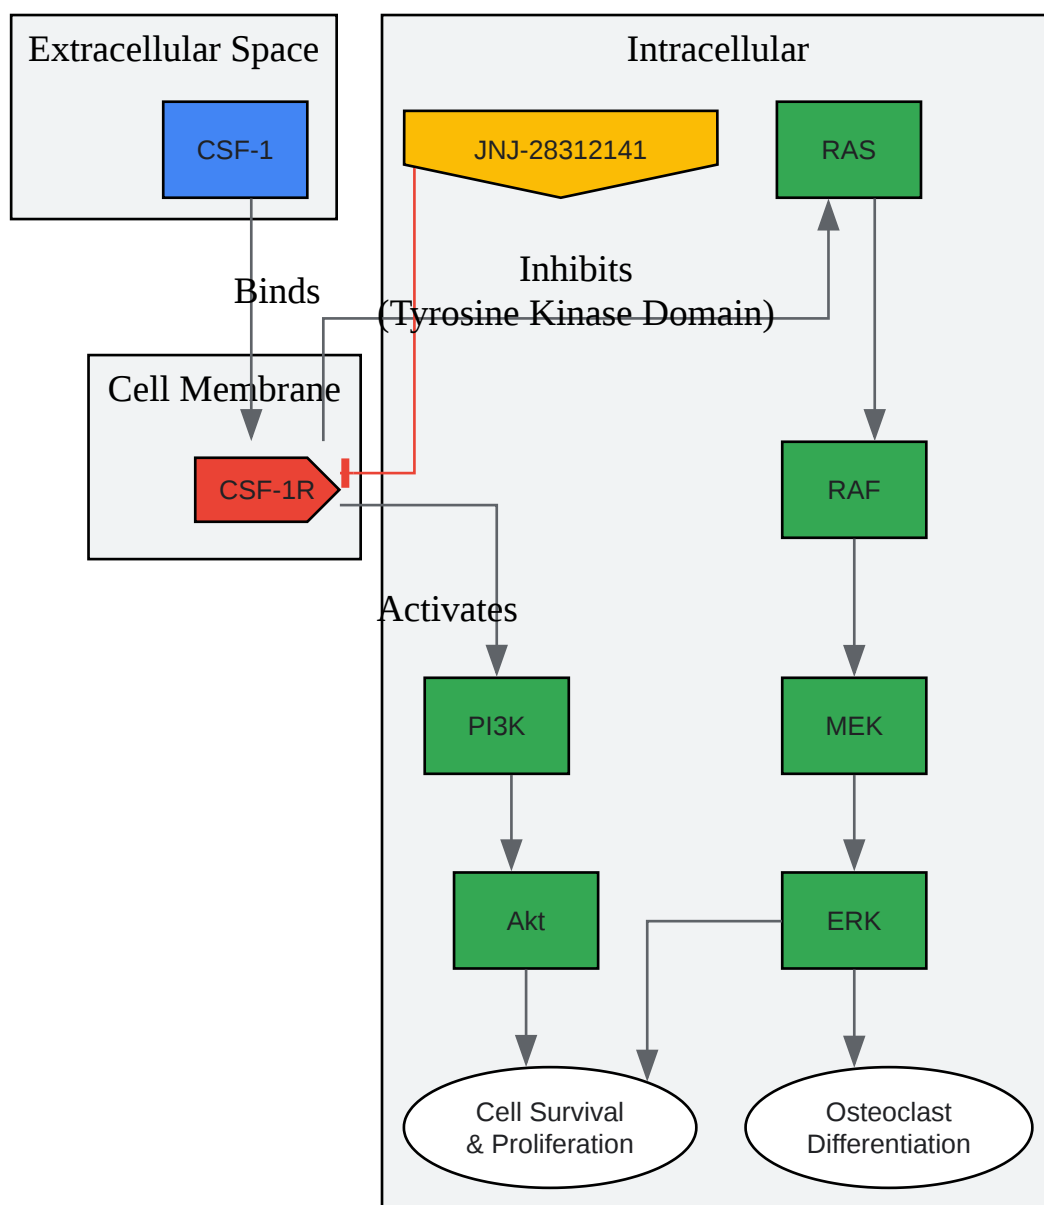 Extracellular Space
Intracellular
CSF-1
JNJ-28312141
RAS
Binds
Inhibits
(Tyrosine Kinase Domain)
Cell Membrane
CSF-1R
RAF
Activates
PI3K
MEK
Akt
ERK
Cell Survival
& Proliferation
Osteoclast
Differentiation